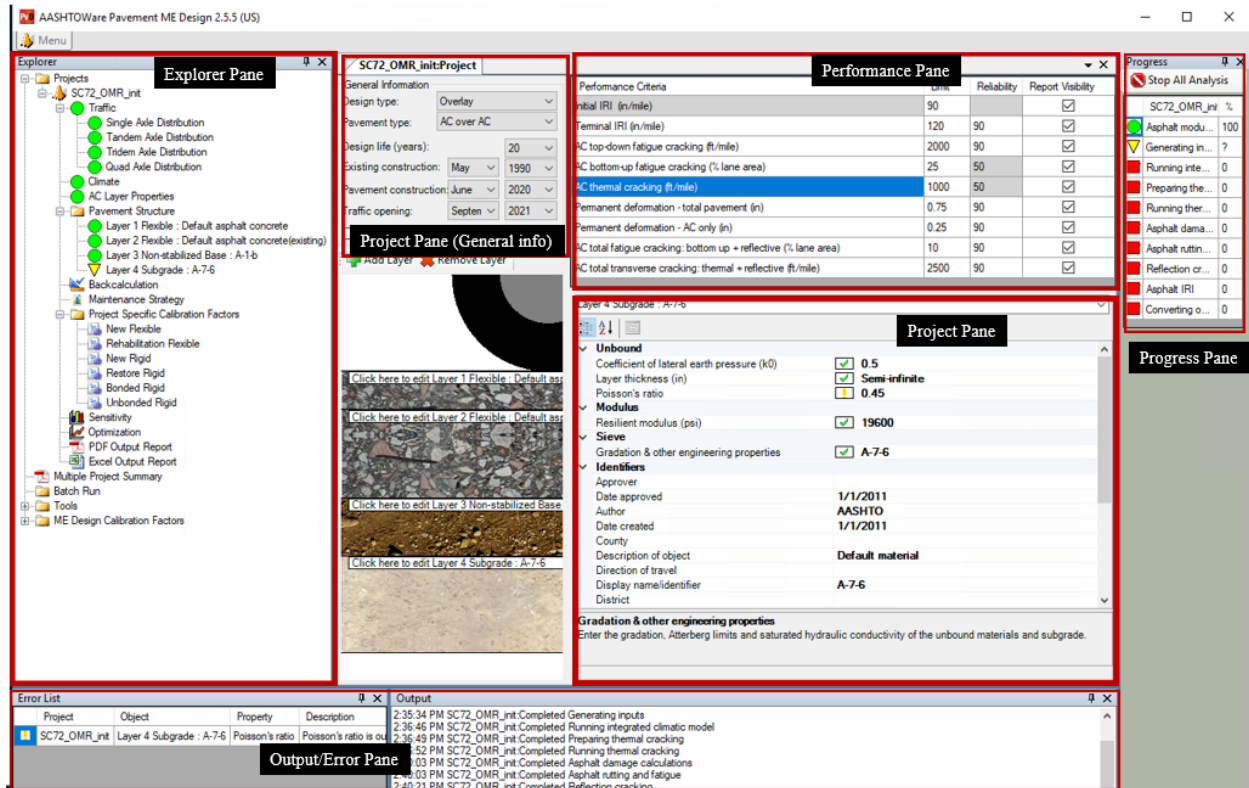 AASHTOWare Pavement ME Design 2.5.5 (US)
Menu
Explorer
Explorer Pane
Projects
SC72_OMR_init
Traffic
Single Axle Distribution
Tandem Axle Distribution
Tridem Axle Distribution
Quad Axle Distribution
Climate
AC Layer Properties
Pavement Structure
Layer 1 Flexible : Default asphalt concrete
Layer 2 Flexible : Default asphalt concrete(existing)
Layer 3 Non-stabilized Base : A-1-b
Layer 4 Subgrade : A-7-6
Backcalculation
Maintenance Strategy
Project Specific Calibration Factors
New Flexible
Rehabilitation Flexible
New Rigid
Restore Rigid
Bonded Rigid
Unbonded Rigid
Sensitivity
Optimization
PDF Output Report
Excel Output Report
Multiple Project Summary
Batch Run
Tools
ME Design Calibration Factors
SC72_OMR_init:Project
General Information
Design type: Overlay
Pavement type: AC over AC
Design life (years): 20
Existing construction: May 1990
Pavement construction: June 2020
Traffic opening: Septen 2021
Project Pane (General info)
Add Layer Remove Layer
Click here to edit Layer 1 Flexible : Default asp
Click here to edit Layer 2 Flexible : Default asp
Click here to edit Layer 3 Non-stabilized Base
Click here to edit Layer 4 Subgrade : A-7-6
Performance Pane
Performance Criteria Limit Reliability Report Visibility
Initial IRI (in/mile) 90
Terminal IRI (in/mile) 120 90
AC top-down fatigue cracking (ft/mile) 2000 90
AC bottom-up fatigue cracking (% lane area) 25 50
AC thermal cracking (ft/mile) 1000 50
Permanent deformation - total pavement (in) 0.75 90
Permanent deformation - AC only (in) 0.25 90
AC total fatigue cracking: bottom up + reflective (% lane area) 10 90
AC total transverse cracking: thermal + reflective (ft/mile) 2500 90
Layer 4 Subgrade : A-7-6
Project Pane
Unbound
Coefficient of lateral earth pressure (k0) 0.5
Layer thickness (in) Semi-infinite
Poisson's ratio 0.45
Modulus
Resilient modulus (psi) 19600
Sieve
Gradation & other engineering properties A-7-6
Identifiers
Approver
Date approved 1/1/2011
Author AASHTO
Date created 1/1/2011
County
Description of object Default material
Direction of travel
Display name/identifier A-7-6
District
Gradation & other engineering properties
Enter the gradation, Atterberg limits and saturated hydraulic conductivity of the unbound materials and subgrade.
Progress
Stop All Analysis
SC72_OMR_ini %
Asphalt modu... 100
Generating in... ?
Running inte... 0
Preparing the... 0
Running ther... 0
Asphalt dama... 0
Asphalt ruttin... 0
Reflection cr... 0
Asphalt IRI 0
Converting o... 0
Progress Pane
Error List
Project Object Property Description
SC72_OMR_init Layer 4 Subgrade : A-7-6 Poisson's ratio Poisson's ratio is ou
Output/Error Pane
Output
2:35:34 PM SC72_OMR_init:Completed Generating inputs
2:36:46 PM SC72_OMR_init:Completed Running integrated climatic model
2:36:49 PM SC72_OMR_init:Completed Preparing thermal cracking
:52 PM SC72_OMR_init:Completed Running thermal cracking
:03 PM SC72_OMR_init:Completed Asphalt damage calculations
2:40:03 PM SC72_OMR_init:Completed Asphalt rutting and fatigue
2:40:21 PM SC72_OMR_init:Completed Reflection cracking